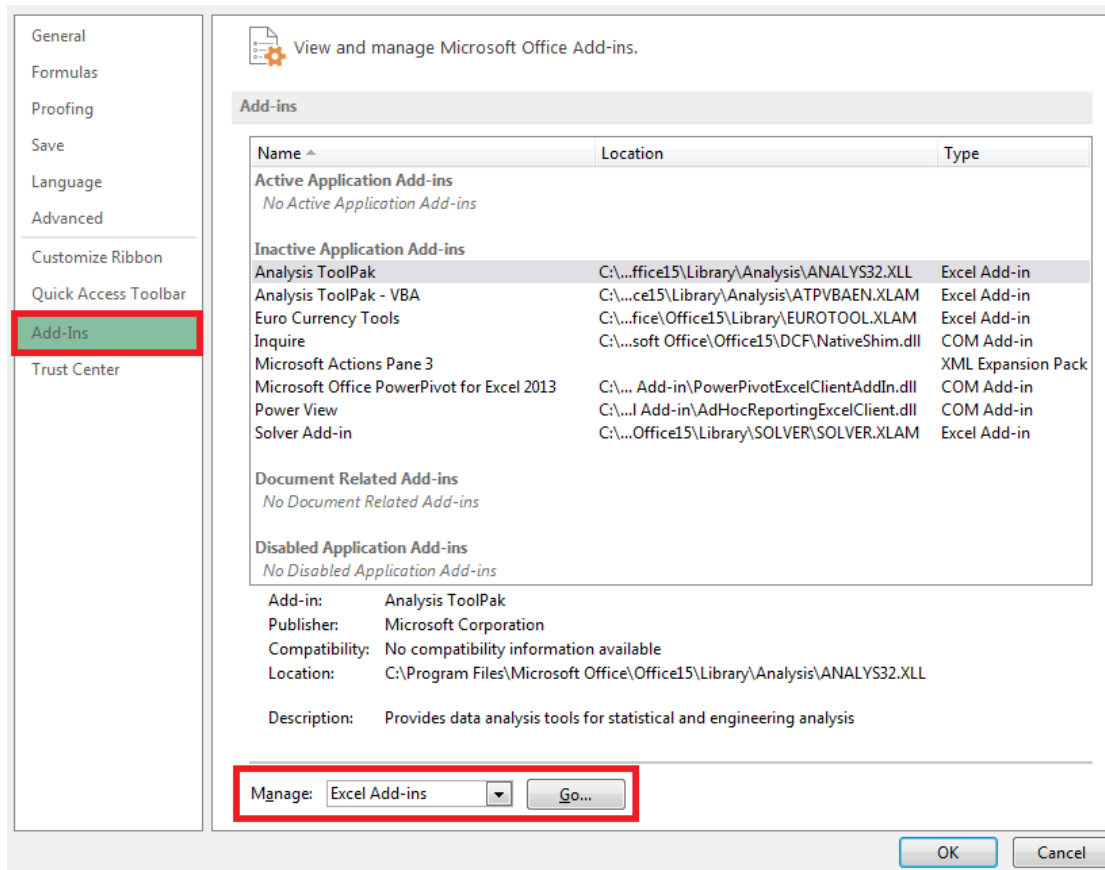 General
Formulas
Proofing
Save
Language
Advanced
Customize Ribbon
Quick Access Toolbar
Add-Ins
Trust Center
View and manage Microsoft Office Add-ins.
Add-ins
Name Location Type
Active Application Add-ins
No Active Application Add-ins
Inactive Application Add-ins
Analysis ToolPak C:\...ffice15\Library\Analysis\ANALYS32.XLL Excel Add-in
Analysis ToolPak - VBA C:\...ce15\Library\Analysis\ATPVBAEN.XLAM Excel Add-in
Euro Currency Tools C:\...fice\Office15\Library\EUROTOOL.XLAM Excel Add-in
Inquire C:\...soft Office\Office15\DCF\NativeShim.dll COM Add-in
Microsoft Actions Pane 3 XML Expansion Pack
Microsoft Office PowerPivot for Excel 2013 C:\... Add-in\PowerPivotExcelClientAddIn.dll COM Add-in
Power View C:\...l Add-in\AdHocReportingExcelClient.dll COM Add-in
Solver Add-in C:\...Office15\Library\SOLVER\SOLVER.XLAM Excel Add-in
Document Related Add-ins
No Document Related Add-ins
Disabled Application Add-ins
No Disabled Application Add-ins
Add-in: Analysis ToolPak
Publisher: Microsoft Corporation
Compatibility: No compatibility information available
Location: C:\Program Files\Microsoft Office\Office15\Library\Analysis\ANALYS32.XLL
Description: Provides data analysis tools for statistical and engineering analysis
Manage: Excel Add-ins Go...
OK Cancel